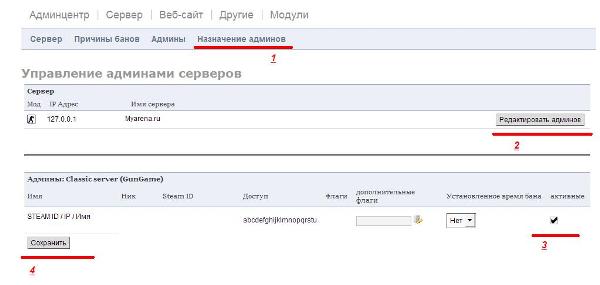 Админцентр | Сервер | Веб-сайт | Другие | Модули
Сервер Причины банов Админы Назначение админов
1
Управление админами серверов
Сервер
Мод IP Адрес Имя сервера
127.0.0.1 Myarena.ru Редактировать админов
2
Админы: Classic server (GunGame)
Имя Ник Steam ID Доступ Флаги дополнительные флаги Установленное время бана активные
STEAM ID / IP / Имя abcdefghijklmnopqrstu Нет
3
Сохранить
4